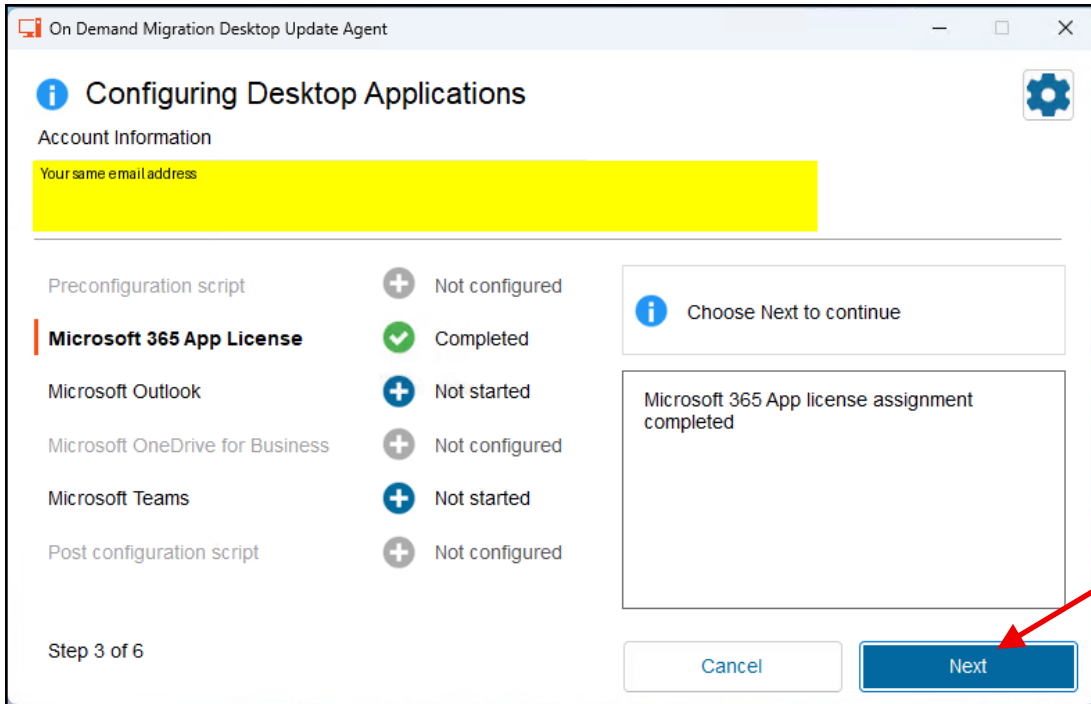 On Demand Migration Desktop Update Agent
Configuring Desktop Applications
Account Information
Your same email address
Preconfiguration script Not configured
Microsoft 365 App License Completed
Microsoft Outlook Not started
Microsoft OneDrive for Business Not configured
Microsoft Teams Not started
Post configuration script Not configured
Choose Next to continue
Microsoft 365 App license assignment
completed
Step 3 of 6
Cancel
Next